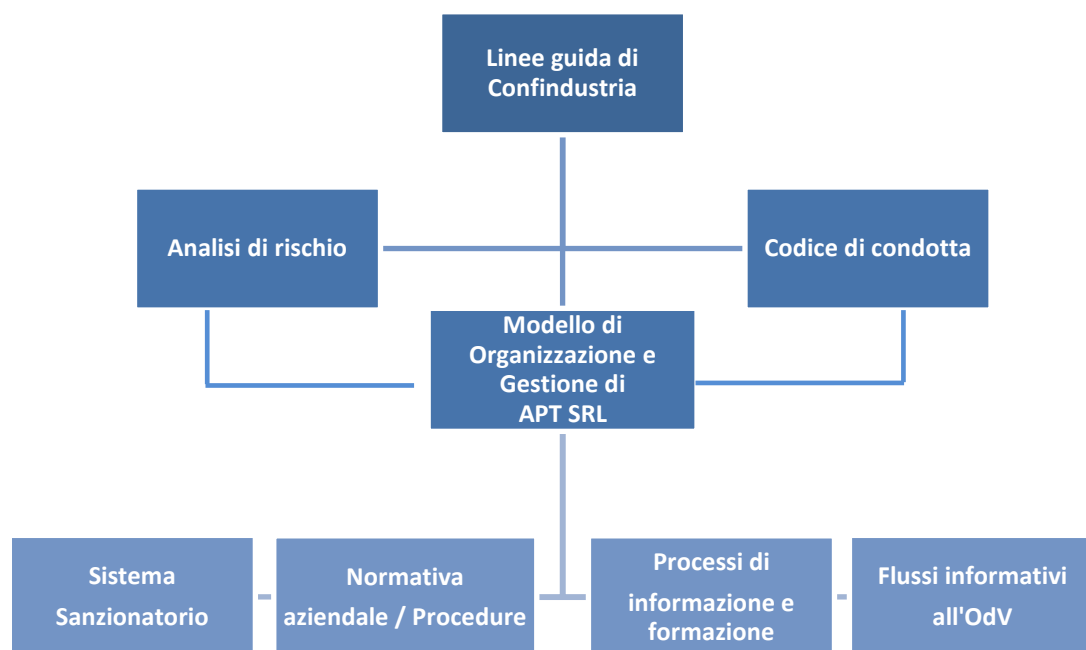 Linee guida di
Confindustria
Analisi di rischio
Codice di condotta
Modello di
Organizzazione e
Gestione di
APT SRL
Sistema
Sanzionatorio
Normativa
aziendale / Procedure
Processi di
informazione e
formazione
Flussi informativi
all'OdV